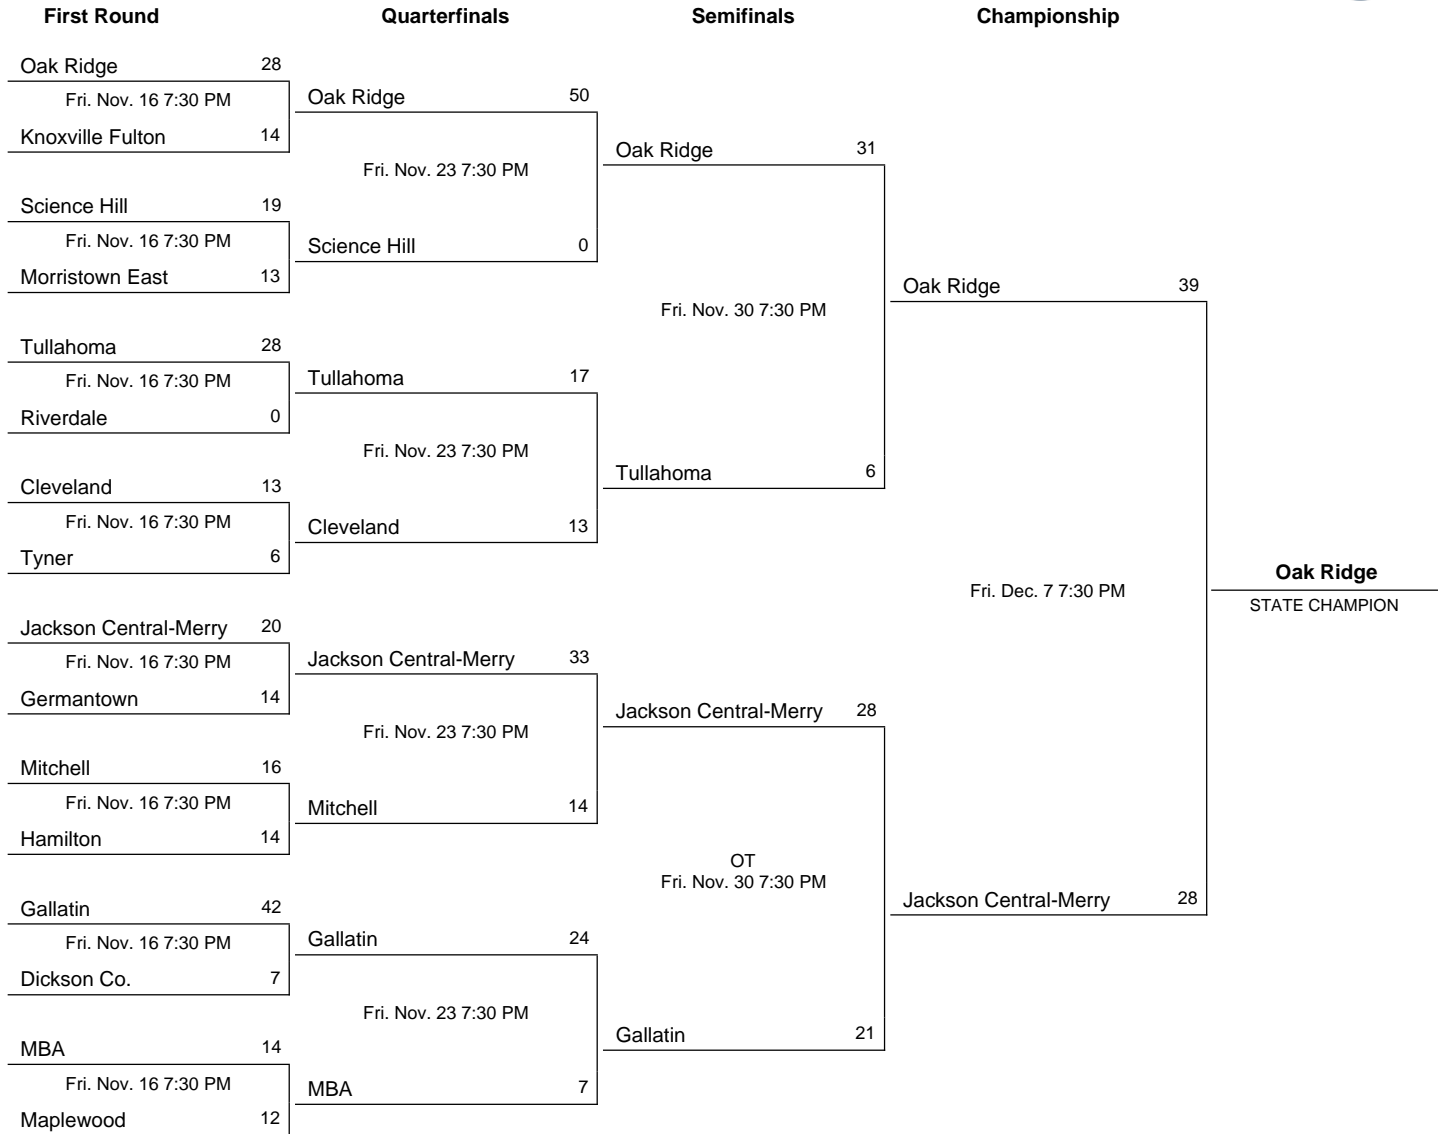 First Round Quarterfinals Semifinals Championship
Oak Ridge 28
Fri. Nov. 16 7:30 PM
Knoxville Fulton 14
Science Hill 19
Fri. Nov. 16 7:30 PM
Morristown East 13
Tullahoma 28
Fri. Nov. 16 7:30 PM
Riverdale 0
Cleveland 13
Fri. Nov. 16 7:30 PM
Tyner 6
Jackson Central-Merry 20
Fri. Nov. 16 7:30 PM
Germantown 14
Mitchell 16
Fri. Nov. 16 7:30 PM
Hamilton 14
Gallatin 42
Fri. Nov. 16 7:30 PM
Dickson Co. 7
MBA 14
Fri. Nov. 16 7:30 PM
Maplewood 12
Oak Ridge 50
Fri. Nov. 23 7:30 PM
Science Hill 0
Tullahoma 17
Fri. Nov. 23 7:30 PM
Cleveland 13
Jackson Central-Merry 33
Fri. Nov. 23 7:30 PM
Mitchell 14
Gallatin 24
Fri. Nov. 23 7:30 PM
MBA 7
Oak Ridge 31
Fri. Nov. 30 7:30 PM
Tullahoma 6
Jackson Central-Merry 28
OT
Fri. Nov. 30 7:30 PM
Gallatin 21
Oak Ridge 39
Fri. Dec. 7 7:30 PM
Jackson Central-Merry 28
Oak Ridge
STATE CHAMPION